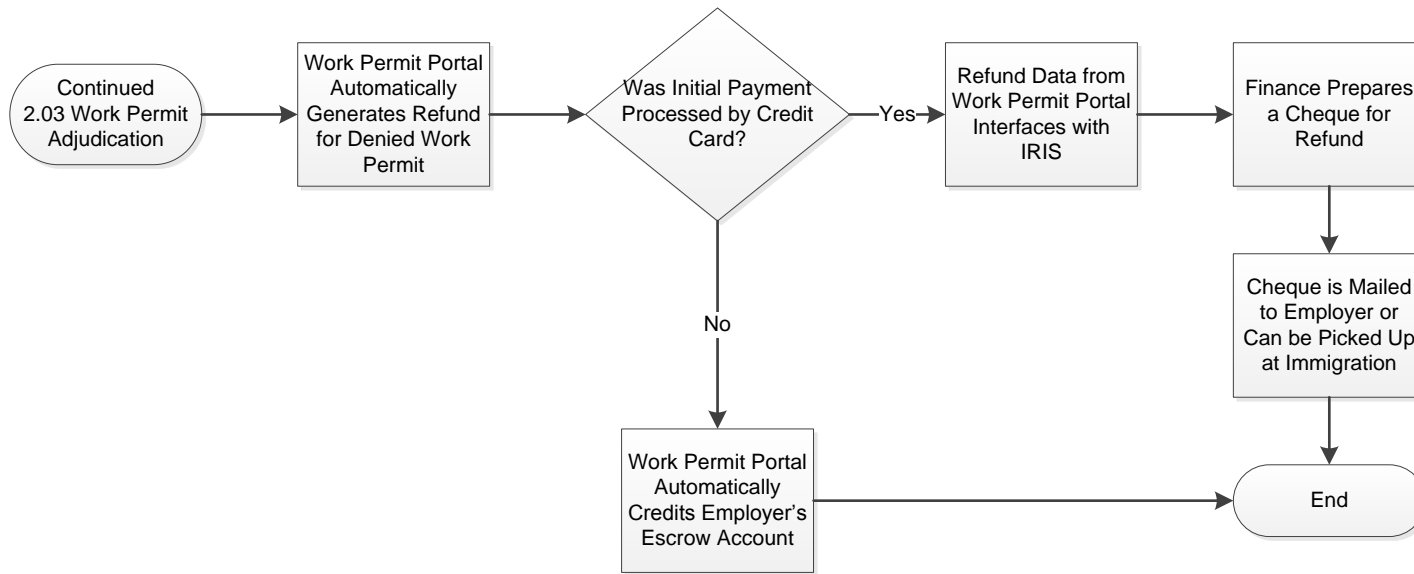 Continued
2.03 Work Permit
Adjudication
Work Permit Portal
Automatically
Generates Refund
for Denied Work
Permit
Was Initial Payment
Processed by Credit
Card?
Yes
Refund Data from
Work Permit Portal
Interfaces with
IRIS
Finance Prepares
a Cheque for
Refund
Cheque is Mailed
to Employer or
Can be Picked Up
at Immigration
No
Work Permit Portal
Automatically
Credits Employer’s
Escrow Account
End